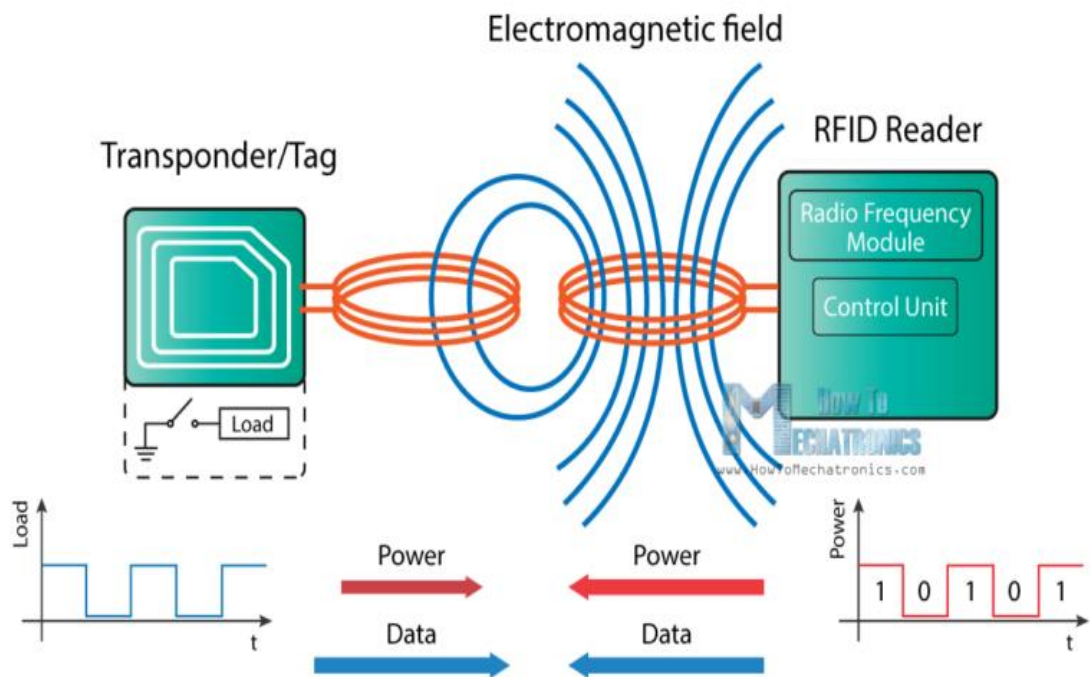 Electromagnetic field
RFID Reader
Transponder/Tag
Radio Frequency
Module
Control Unit
Load
How To
MECHATRONICS
www.HowToMechatronics.com
Load
t
Power
Power
Data
Data
Power
1 0 1 0 1
t